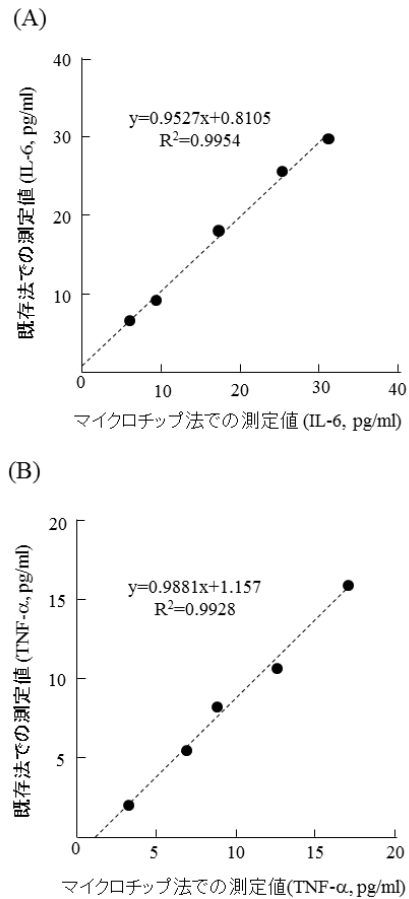 (A)
40
30
20
10
y=0.9527x+0.8105
R²=0.9954
既存法での測定値 (IL-6, pg/ml)
0
10
20
30
40
マイクロチップ法での測定値 (IL-6, pg/ml)
(B)
20
15
10
5
y=0.9881x+1.157
R²=0.9928
既存法での測定値 (TNF-α, pg/ml)
0
5
10
15
20
マイクロチップ法での測定値(TNF-α, pg/ml)